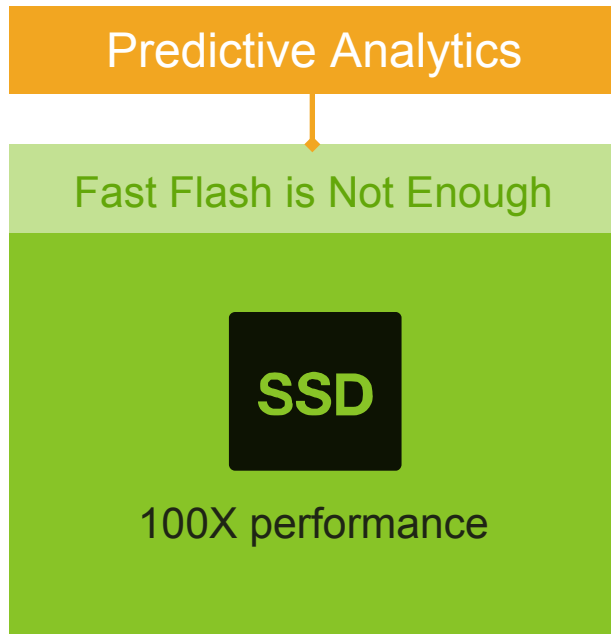 Predictive Analytics
Fast Flash is Not Enough
SSD
100X performance